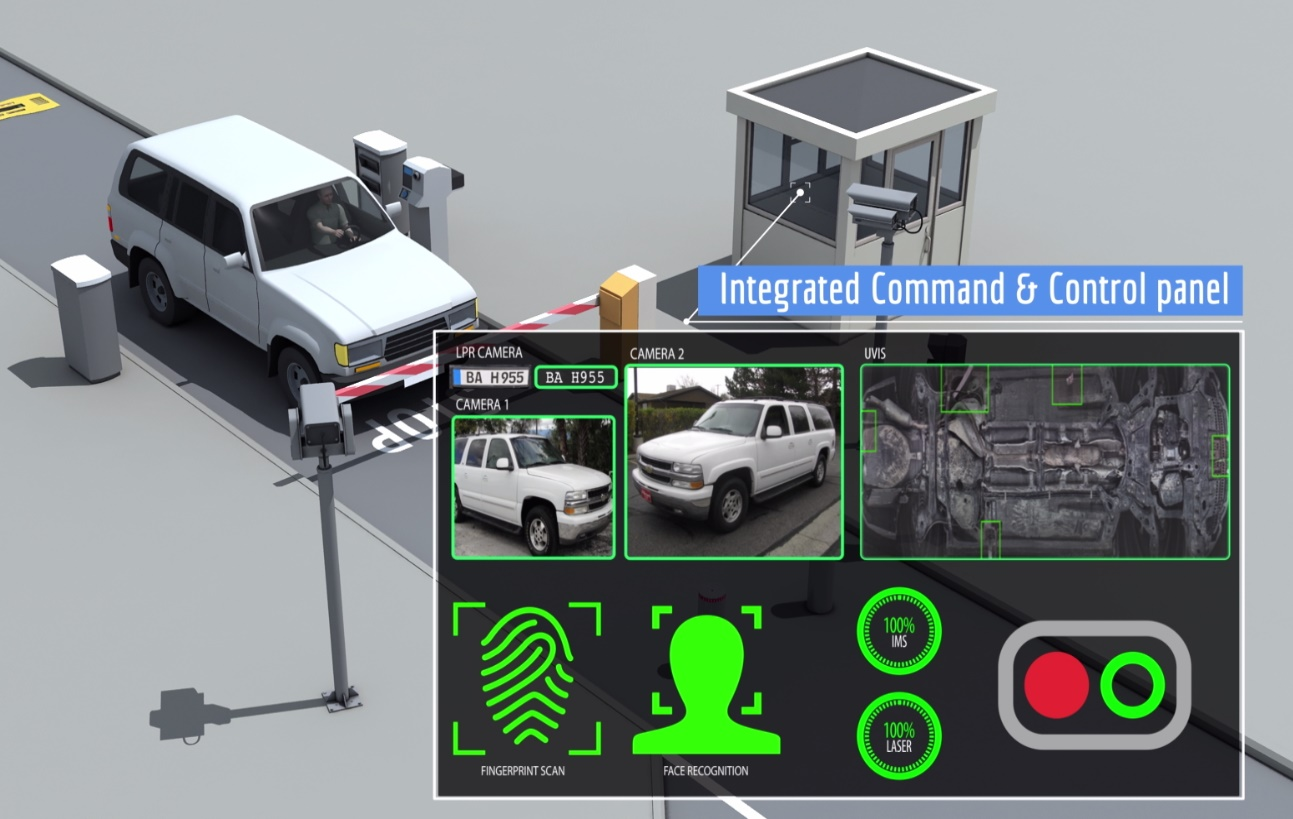 Integrated Command & Control panel
LPR CAMERA
BA H955
BA H955
CAMERA 1
CAMERA 2
UVIS
STOP
100%
IMS
100%
LASER
FINGERPRINT SCAN
FACE RECOGNITION